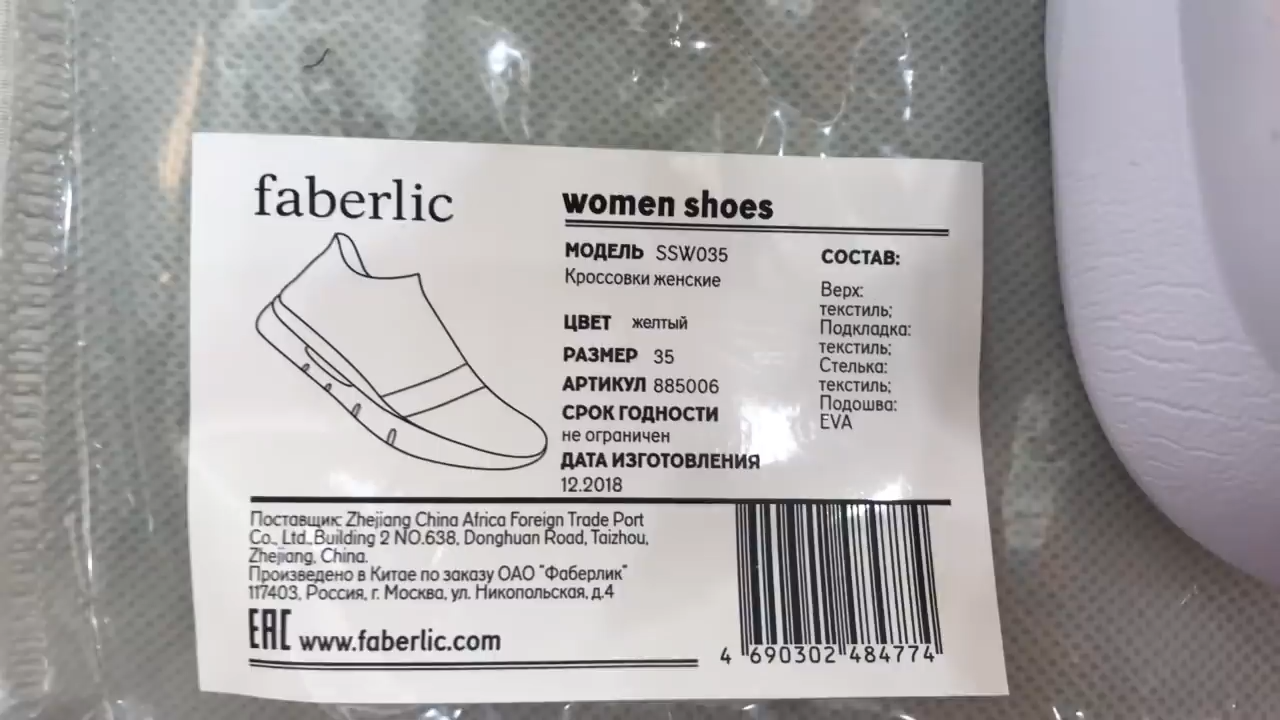 faberlic
women shoes
МОДЕЛЬ SSW035
Кроссовки женские
ЦВЕТ желтый
РАЗМЕР 35
АРТИКУЛ 885006
СРОК ГОДНОСТИ
не ограничен
ДАТА ИЗГОТОВЛЕНИЯ
12.2018
СОСТАВ:
Верх:
текстиль;
Подкладка:
текстиль;
Стелька:
текстиль;
Подошва:
EVA
Поставщик: Zhejiang China Africa Foreign Trade Port
Co., Ltd.,Building 2 NO.638, Donghuan Road, Taizhou,
Zhejiang, China.
Произведено в Китае по заказу ОАО "Фаберлик"
117403, Россия, г. Москва, ул. Никопольская, д.4
EAC www.faberlic.com
4 690302 484774